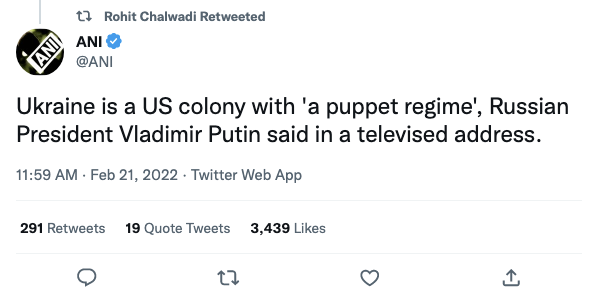 Rohit Chalwadi Retweeted
ANI
ANI
@ANI
Ukraine is a US colony with 'a puppet regime', Russian
President Vladimir Putin said in a televised address.
11:59 AM · Feb 21, 2022 · Twitter Web App
291 Retweets 19 Quote Tweets 3,439 Likes